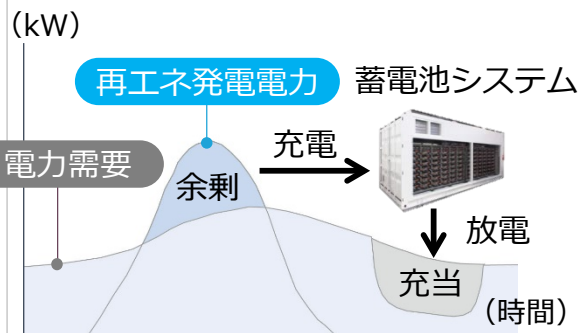 （kW）
再エネ発電電力
蓄電池システム
充電
電力需要
余剰
放電
充当
（時間）